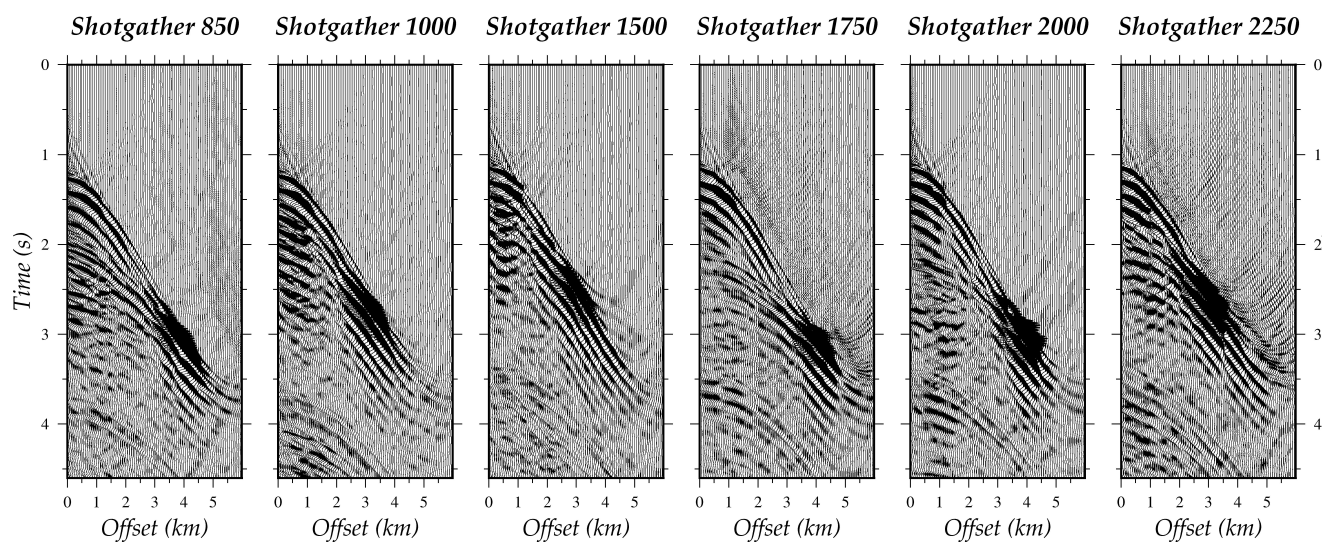 Shotgather 850 Shotgather 1000 Shotgather 1500 Shotgather 1750 Shotgather 2000 Shotgather 2250
0 0
1 1
2 2
3 3
4 4
Time (s)
0 1 2 3 4 5 0 1 2 3 4 5 0 1 2 3 4 5 0 1 2 3 4 5 0 1 2 3 4 5 0 1 2 3 4 5
Offset (km) Offset (km) Offset (km) Offset (km) Offset (km) Offset (km)